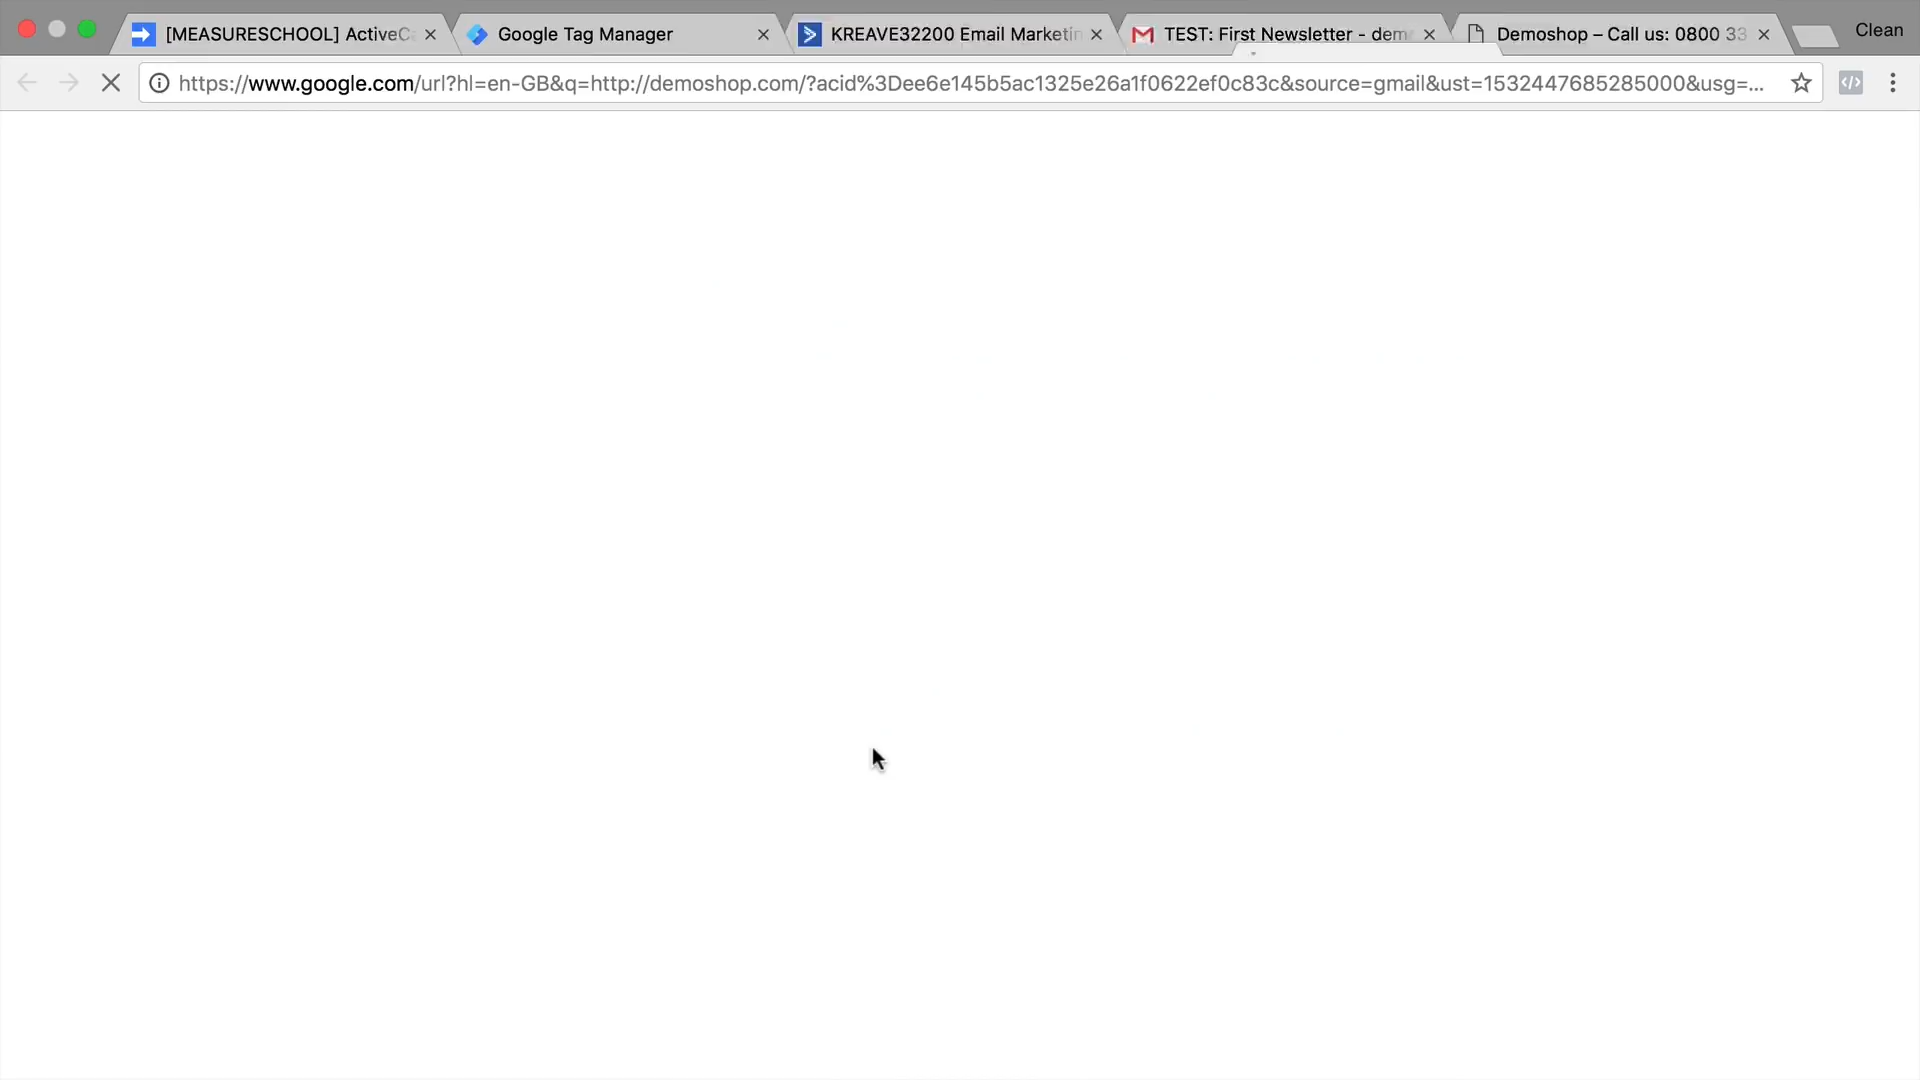 [MEASURESCHOOL] ActiveCa
Google Tag Manager
KREAVE32200 Email Marketin
TEST: First Newsletter - dem
Demoshop – Call us: 0800 33
Clean
https://www.google.com/url?hl=en-GB&q=http://demoshop.com/?acid%3Dee6e145b5ac1325e26a1f0622ef0c83c&source=gmail&ust=1532447685285000&usg=...